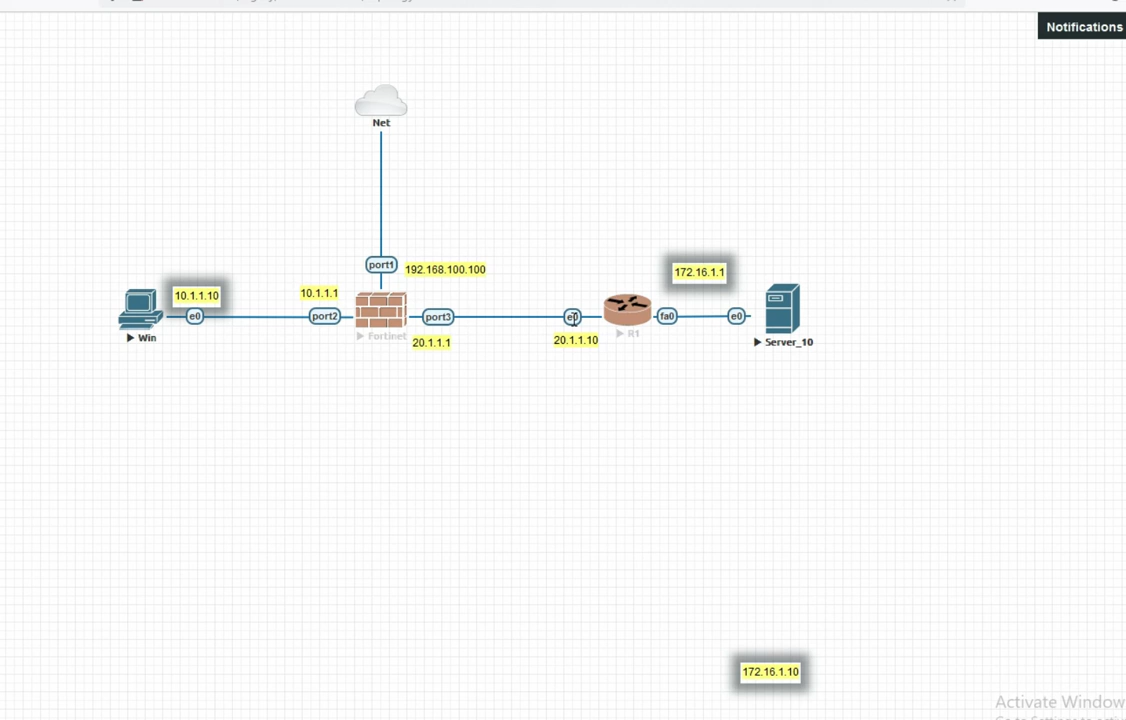 Notifications
Net
port1
192.168.100.100
172.16.1.1
10.1.1.10
10.1.1.1
e0
port2
port3
e0
fa0
e0
Win
Fortinet
20.1.1.1
20.1.1.10
R1
Server_10
172.16.1.10
Activate Window